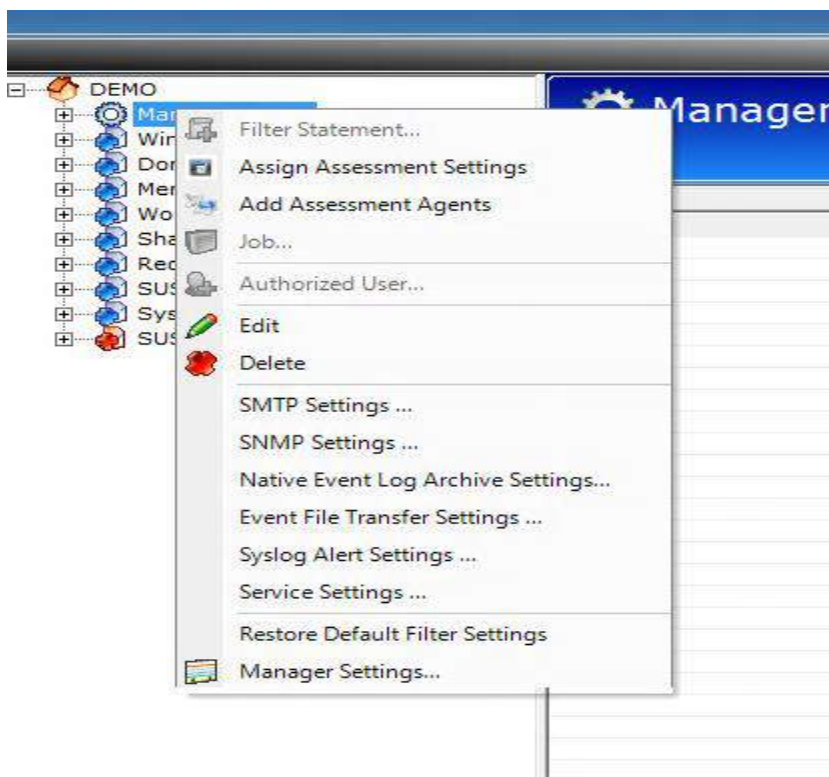 DEMO
Manager
Filter Statement...
Assign Assessment Settings
Add Assessment Agents
Job...
Authorized User...
Edit
Delete
SMTP Settings ...
SNMP Settings ...
Native Event Log Archive Settings...
Event File Transfer Settings ...
Syslog Alert Settings ...
Service Settings ...
Restore Default Filter Settings
Manager Settings...